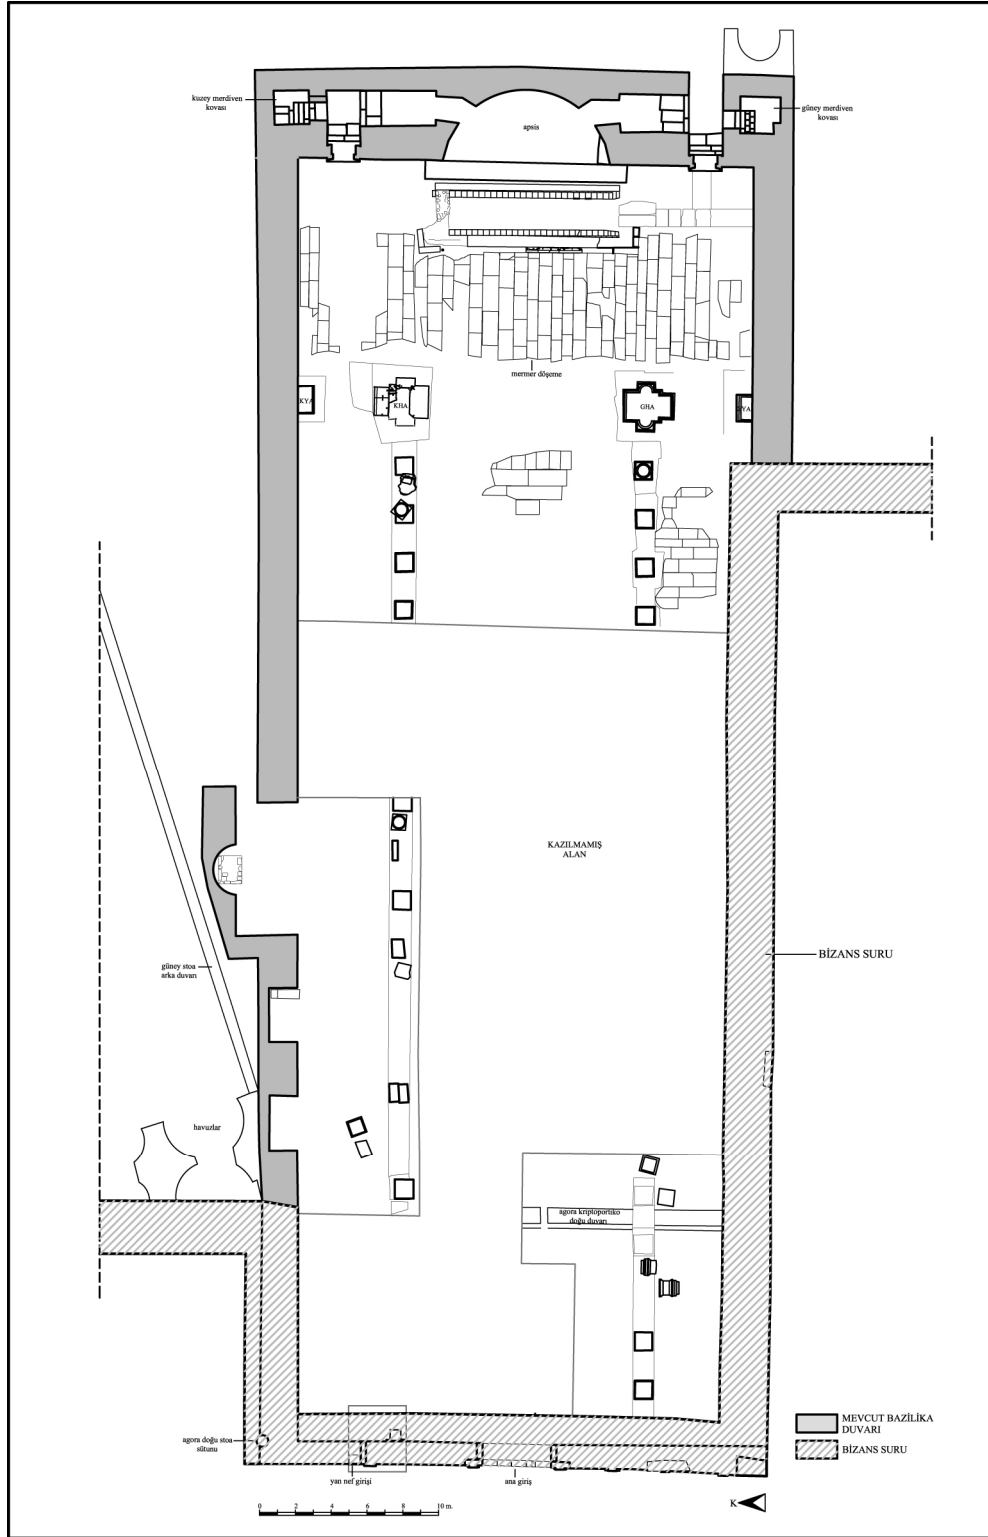 kuzey merdiven
kovası
apsis
güney merdiven
kovası
mermer döşeme
KYA
KHA
GHA
YA
KAZILMAMIŞ
ALAN
BİZANS SURU
güney stoa
arka duvarı
havuzlar
agora kriptoportiko
doğu duvarı
agora doğu stoa
sütunu
yan nef girişi
ana giriş
MEVCUT BAZİLİKA
DUVARI
BİZANS SURU
0 2 4 6 8 10 m.
K